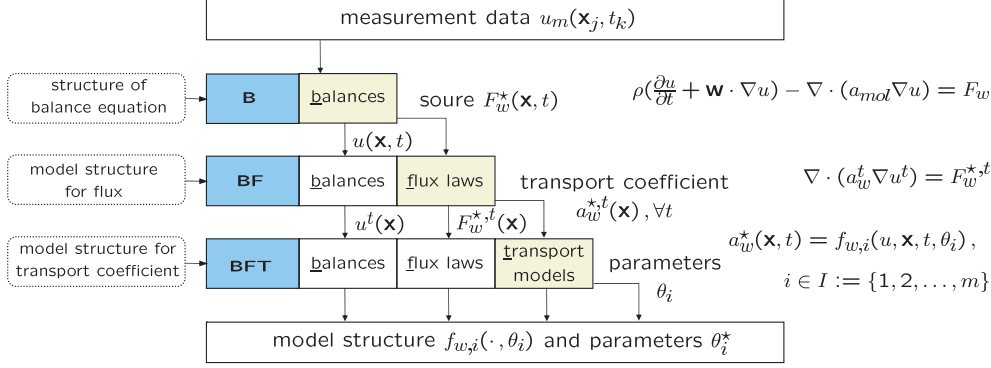 measurement data u_m(x_j, t_k)
structure of
balance equation
B
balances
soure F_w^⋆(x, t)
ρ(∂u/∂t + w · ∇u) − ∇ · (a_mol∇u) = F_w
u(x, t)
model structure
for flux
BF
balances
flux laws
transport coefficient
a_w^{⋆,t}(x) , ∀t
∇ · (a_w^t∇u^t) = F_w^{⋆,t}
u^t(x)
F_w^{⋆,t}(x)
model structure for
transport coefficient
BFT
balances
flux laws
transport
models
parameters
θ_i
a_w^⋆(x, t) = f_{w,i}(u, x, t, θ_i) ,
i ∈ I := {1, 2, . . . , m}
model structure f_{w,i}(· , θ_i) and parameters θ_i^⋆